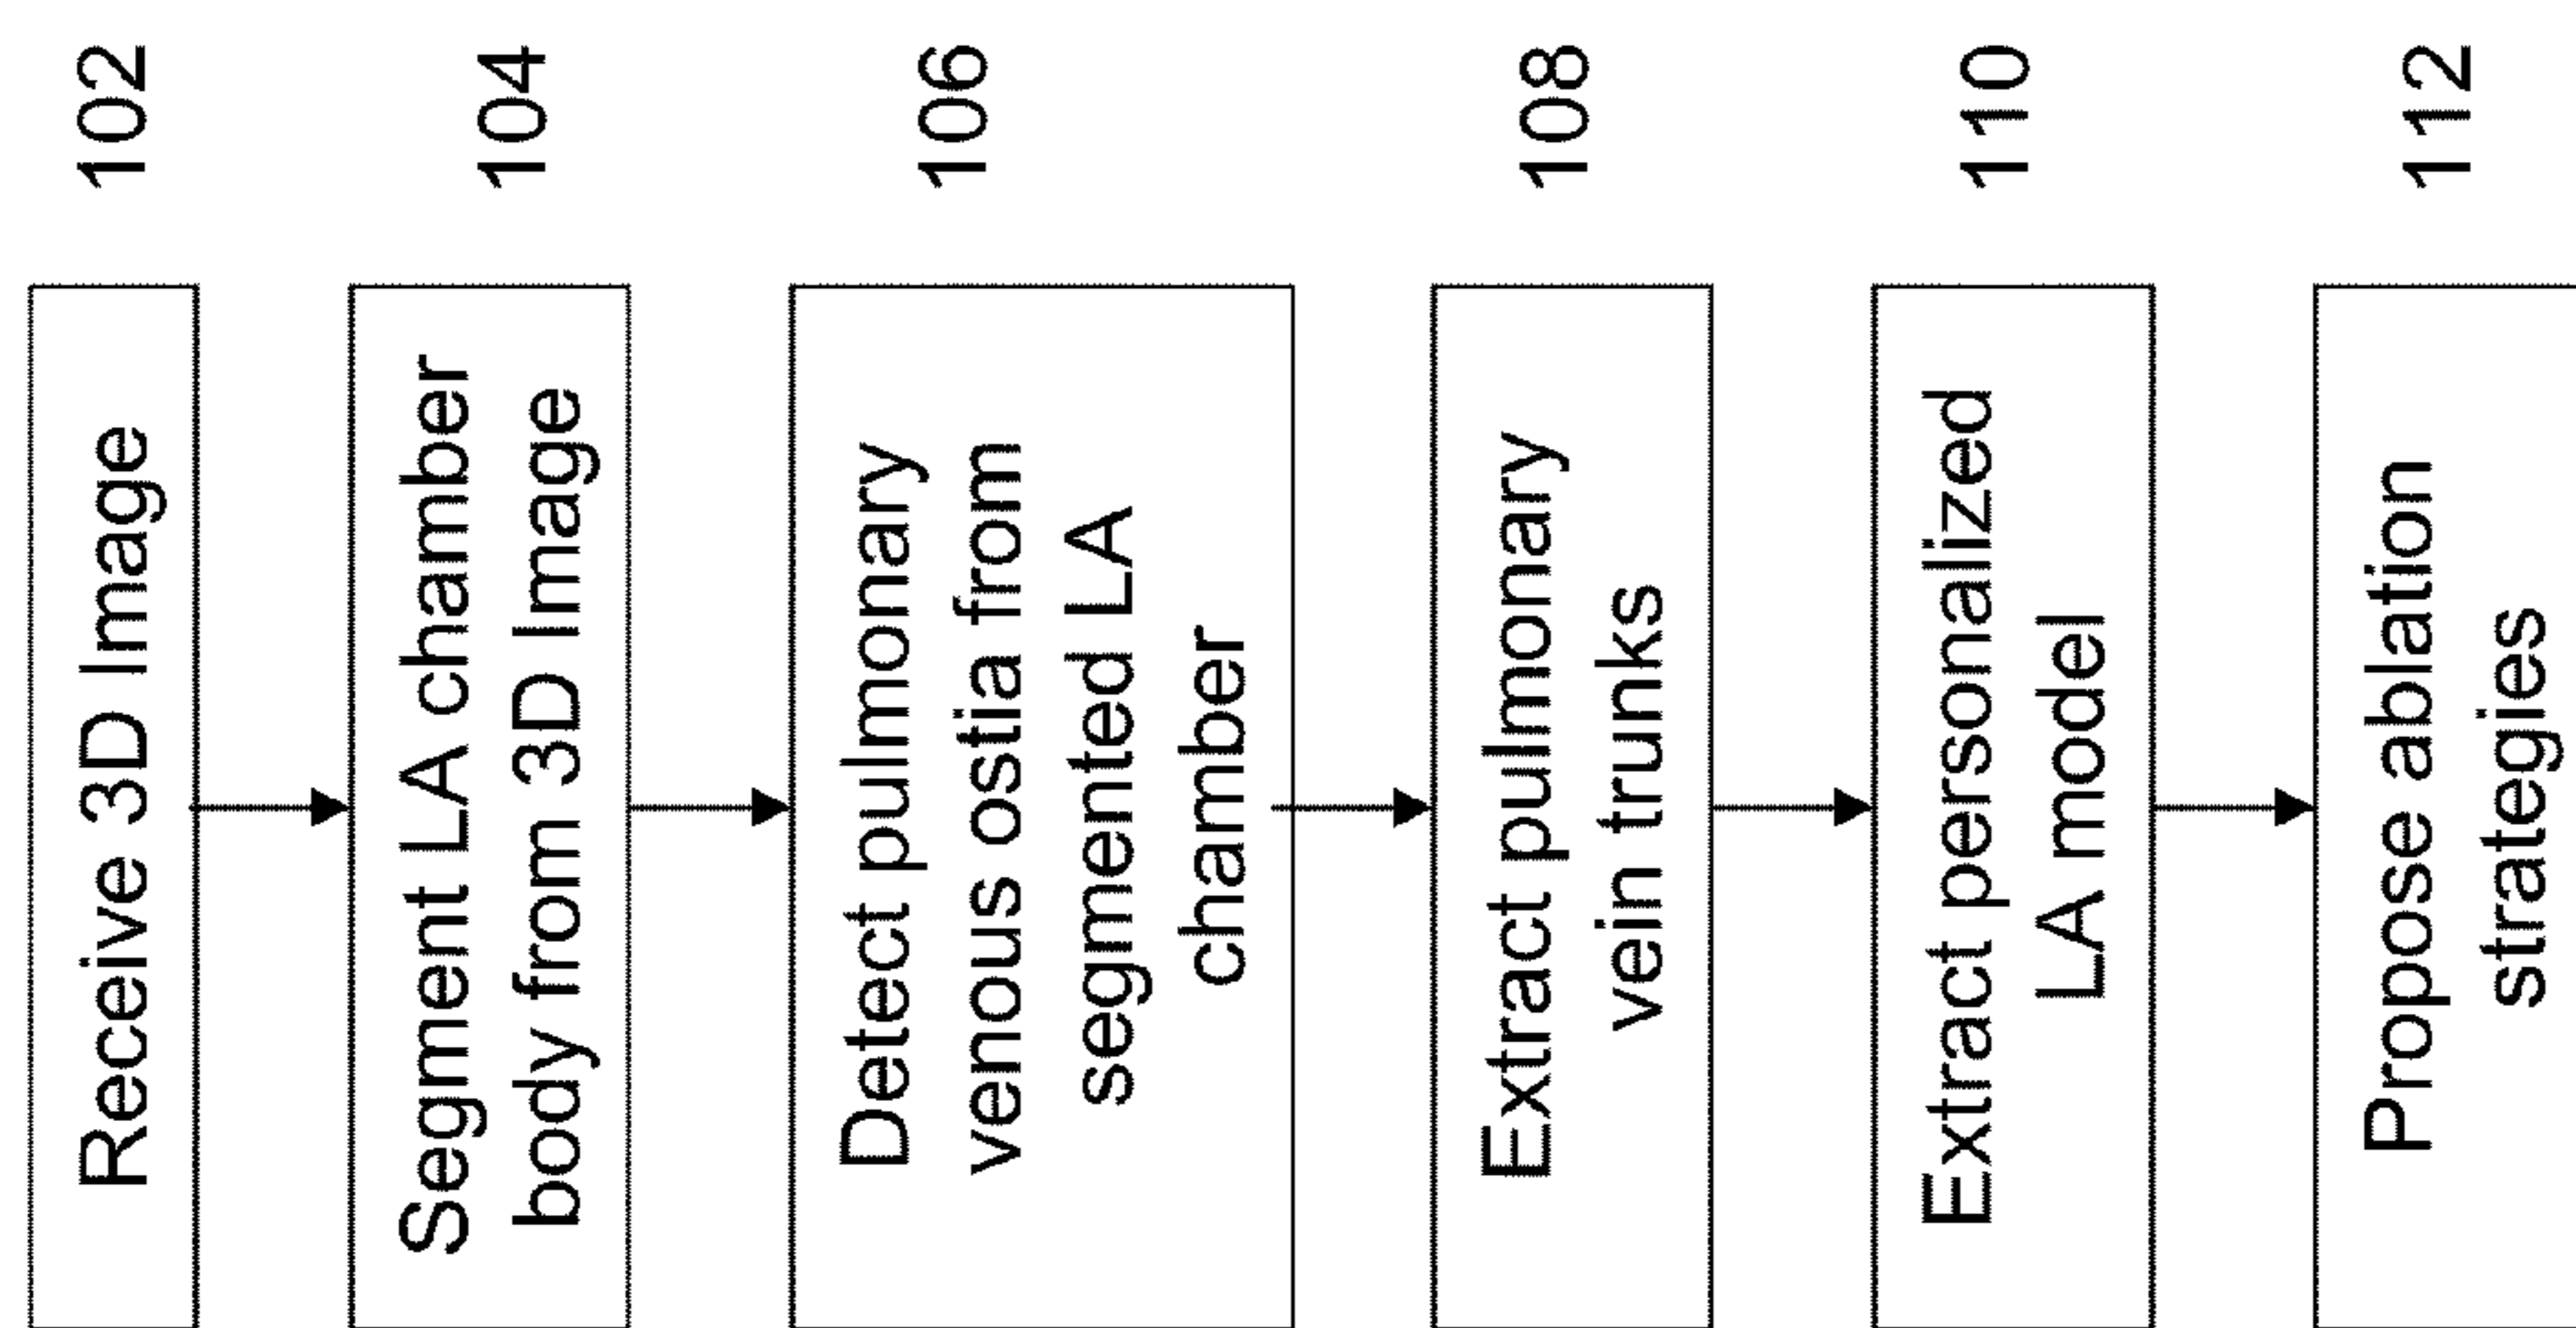 Receive 3D Image
102
Segment LA chamber
body from 3D Image
104
Detect pulmonary
venous ostia from
segmented LA
chamber
106
Extract pulmonary
vein trunks
108
Extract personalized
LA model
110
Propose ablation
strategies
112